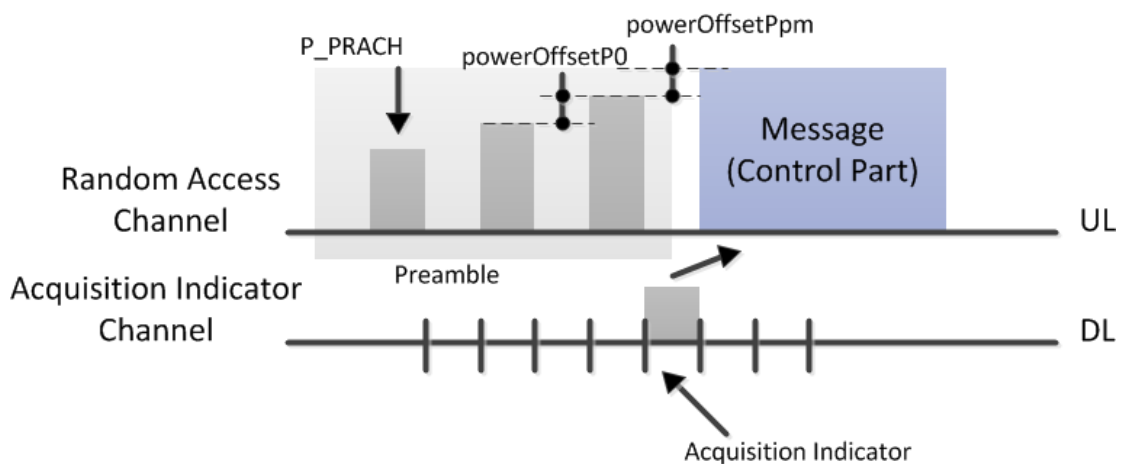 powerOffsetPpm
P_PRACH
powerOffsetP0
Message
(Control Part)
Random Access
Channel
UL
Preamble
Acquisition Indicator
Channel
DL
Acquisition Indicator